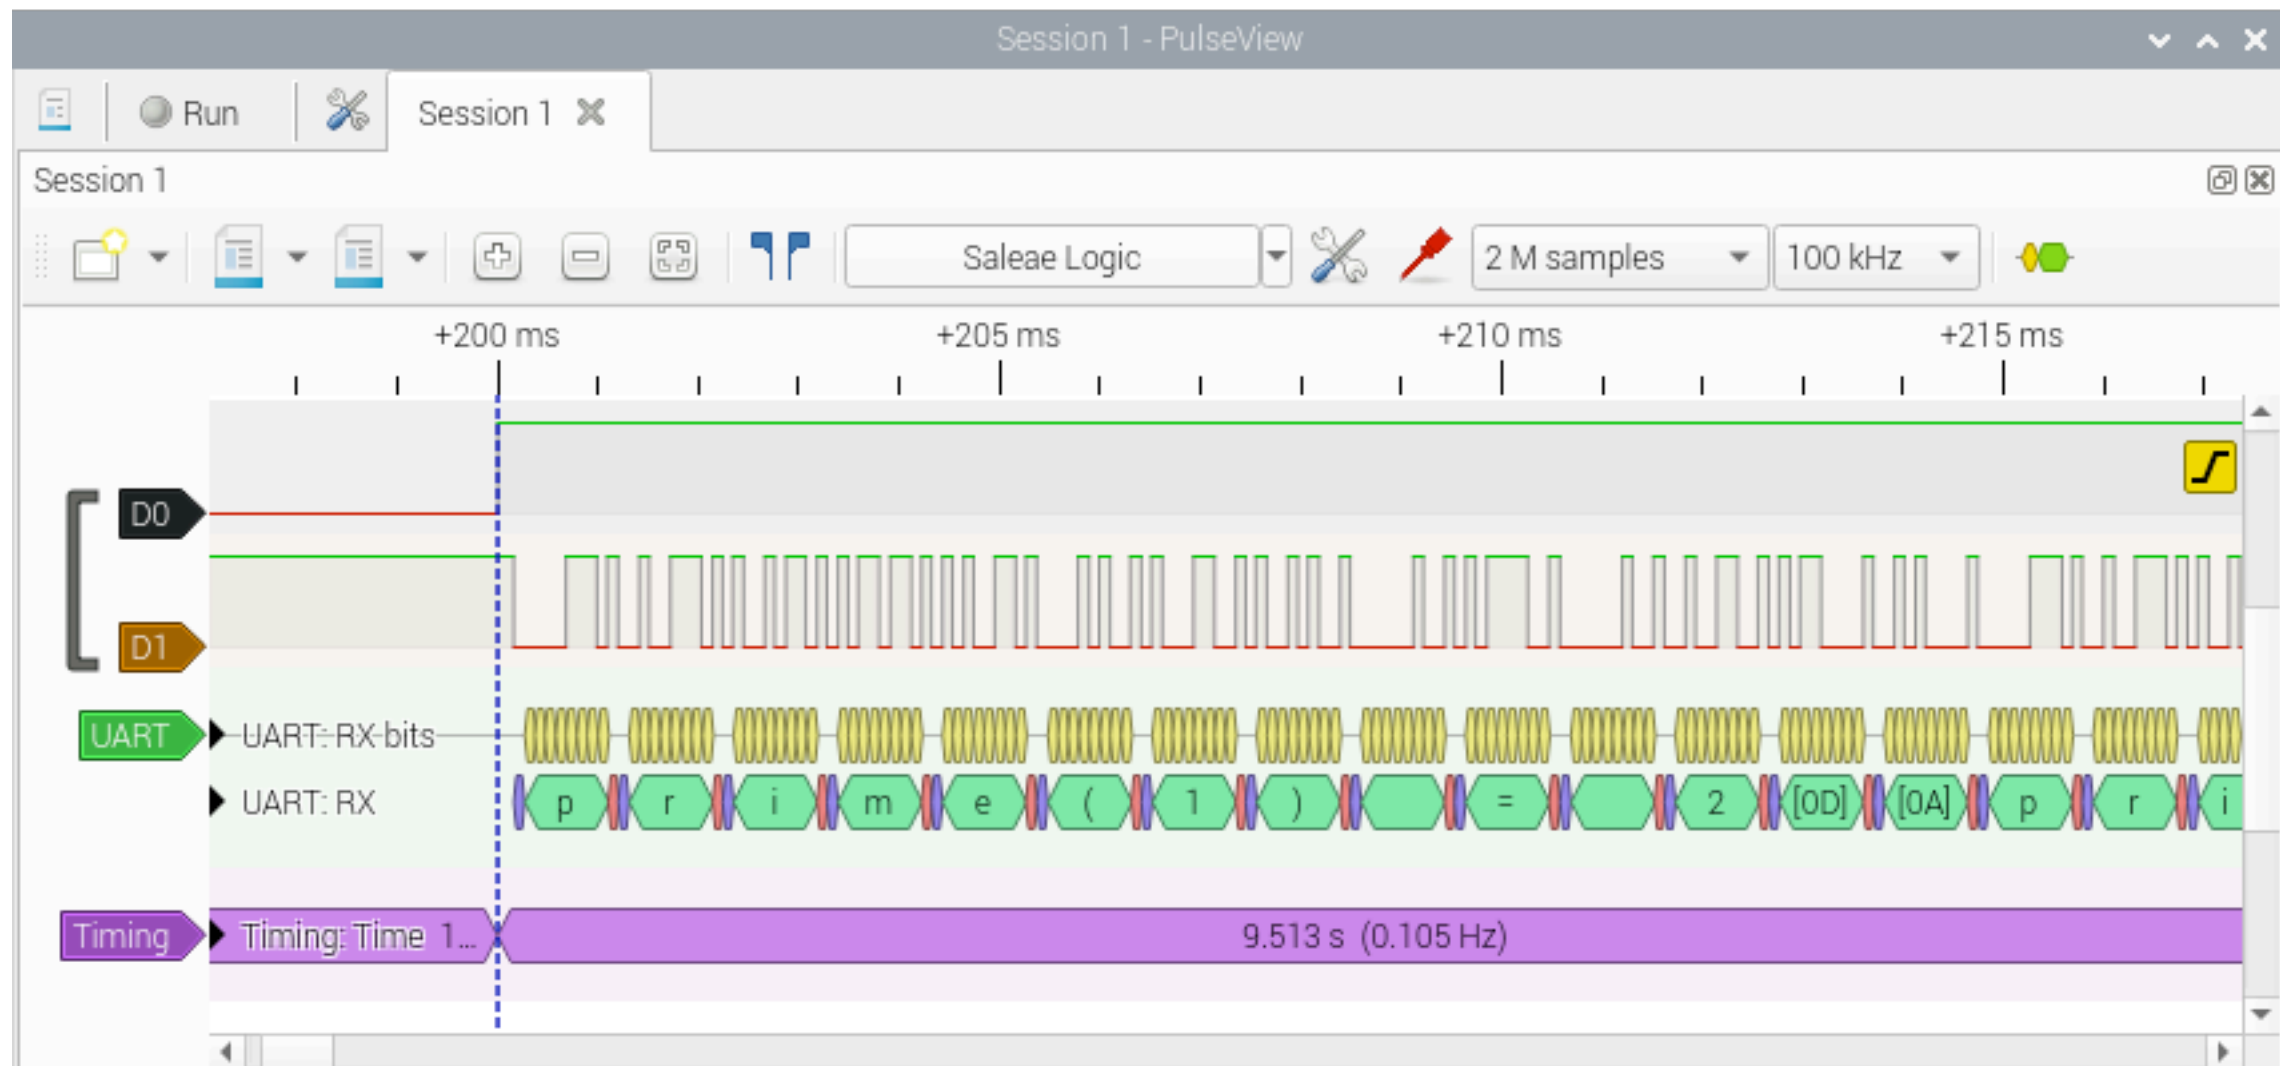 Session 1 - PulseView
Run
Session 1
Session 1
Saleae Logic
2 M samples
100 kHz
+200 ms +205 ms +210 ms +215 ms
D0
D1
UART
UART: RX bits
UART: RX p r i m e ( 1 ) = 2 [0D] [0A] p r i
Timing Timing: Time 1... 9.513 s (0.105 Hz)